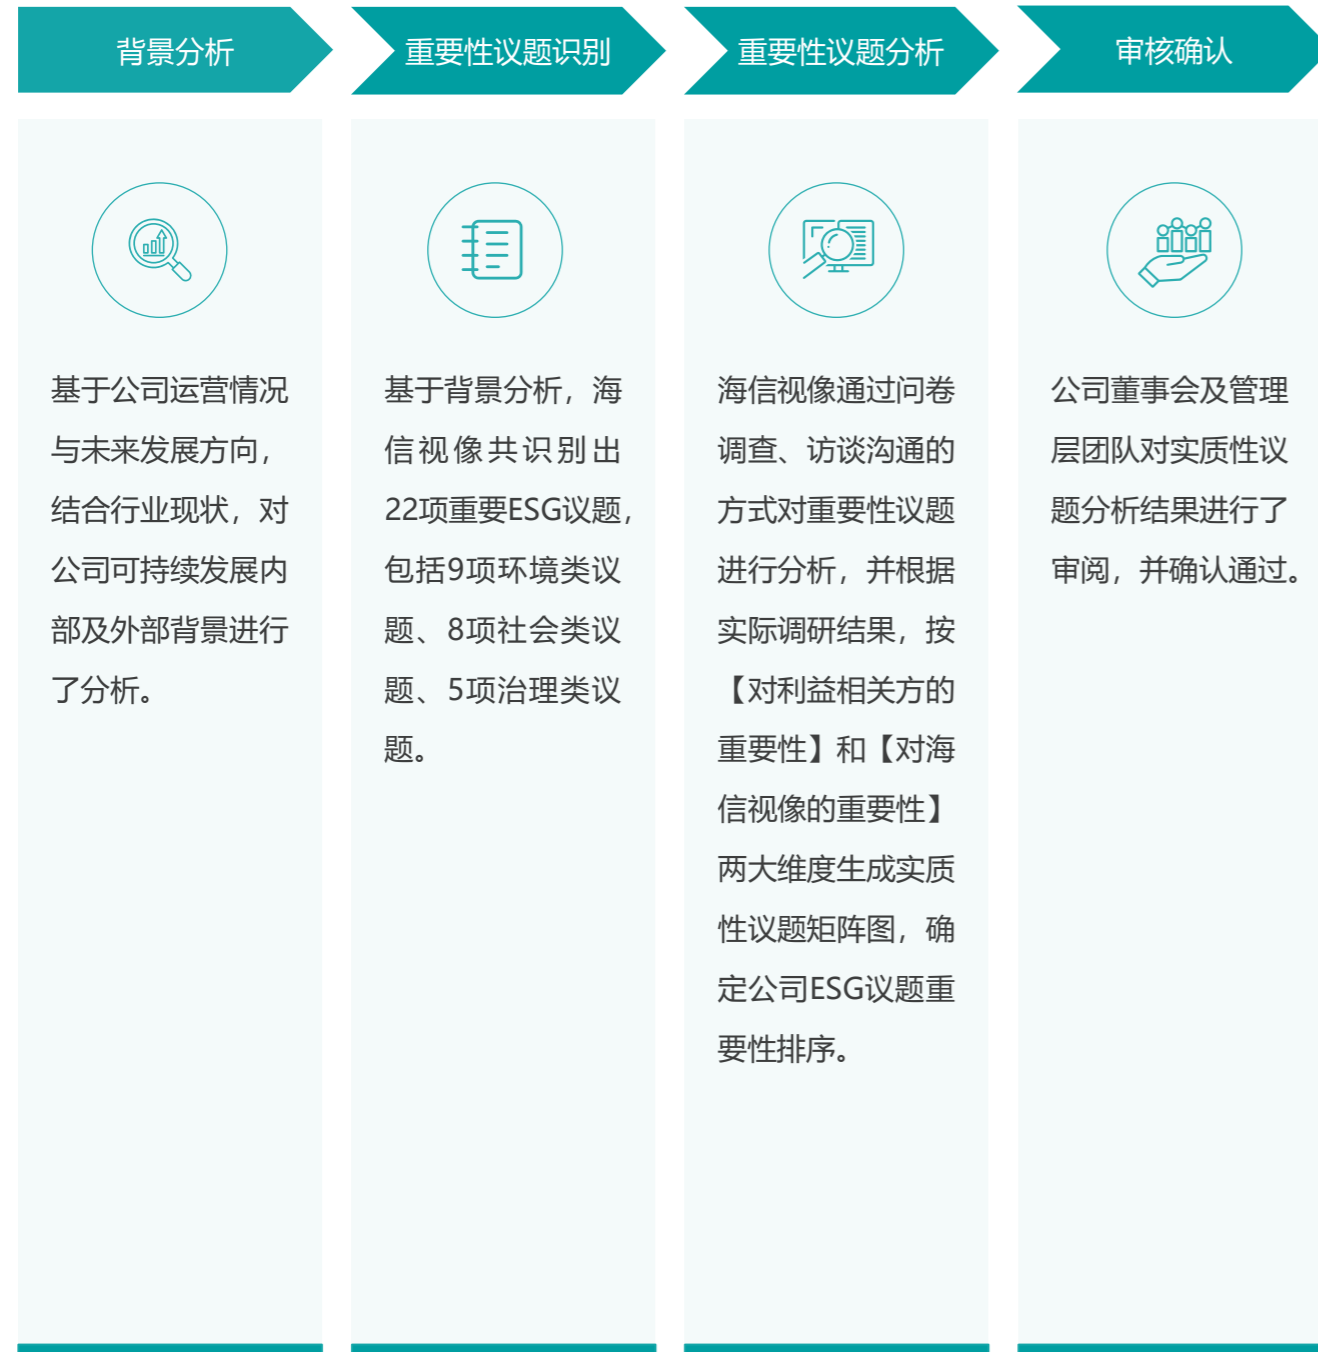 背景分析
重要性议题识别
重要性议题分析
审核确认
基于公司运营情况
与未来发展方向，
结合行业现状，对
公司可持续发展内
部及外部背景进行
了分析。
基于背景分析，海
信视像共识别出
22项重要ESG议题，
包括9项环境类议
题、8项社会类议
题、5项治理类议
题。
海信视像通过问卷
调查、访谈沟通的
方式对重要性议题
进行分析，并根据
实际调研结果，按
【对利益相关方的
重要性】和【对海
信视像的重要性】
两大维度生成实质
性议题矩阵图，确
定公司ESG议题重
要性排序。
公司董事会及管理
层团队对实质性议
题分析结果进行了
审阅，并确认通过。